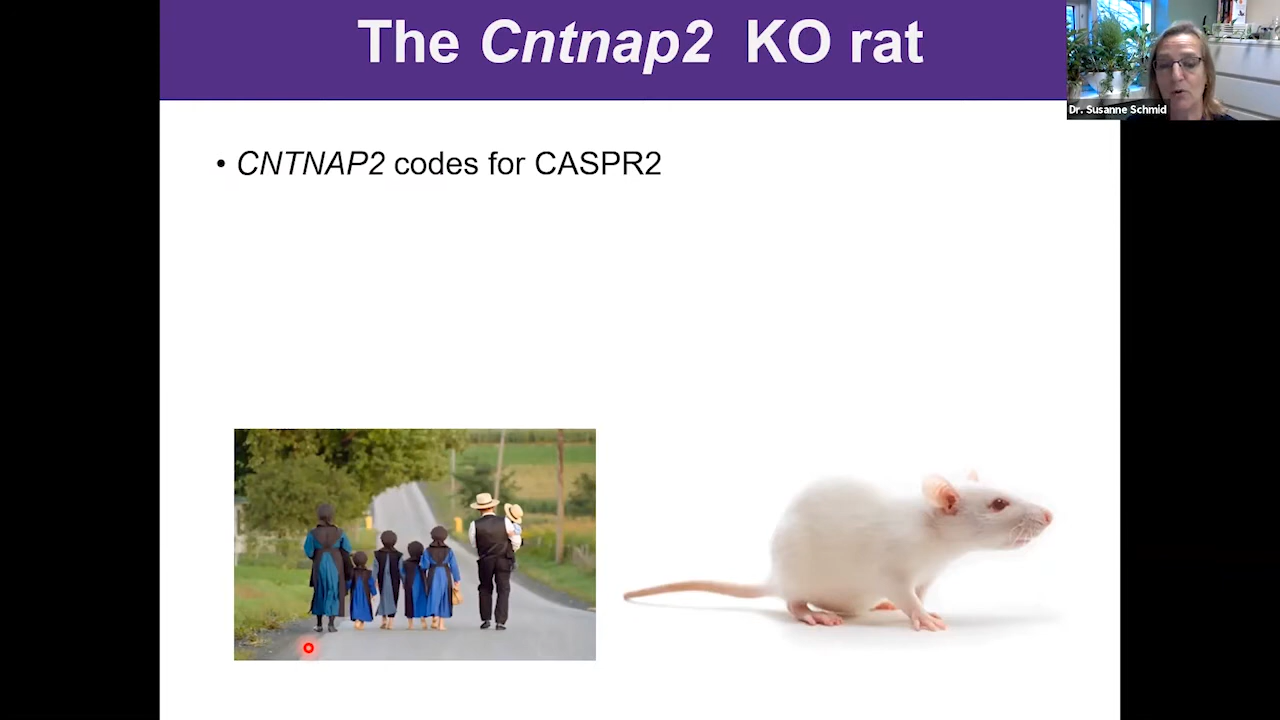 The Cntnap2 KO rat
Dr. Susanne Schmid
• CNTNAP2 codes for CASPR2